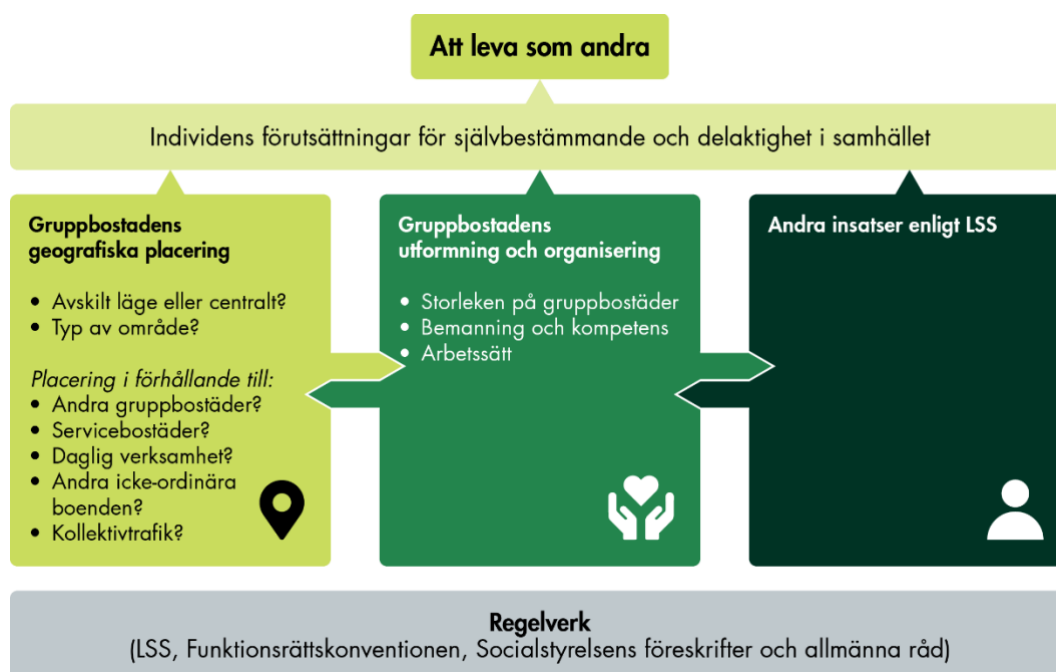 Att leva som andra
Individens förutsättningar för självbestämmande och delaktighet i samhället
Gruppbostadens
geografiska placering
• Avskilt läge eller centralt?
• Typ av område?
Placering i förhållande till:
• Andra gruppbostäder?
• Servicebostäder?
• Daglig verksamhet?
• Andra icke-ordinära
boenden?
• Kollektivtrafik?
Gruppbostadens
utformning och organisering
• Storleken på gruppbostäder
• Bemanning och kompetens
• Arbetssätt
Andra insatser enligt LSS
Regelverk
(LSS, Funktionsrättskonventionen, Socialstyrelsens föreskrifter och allmänna råd)